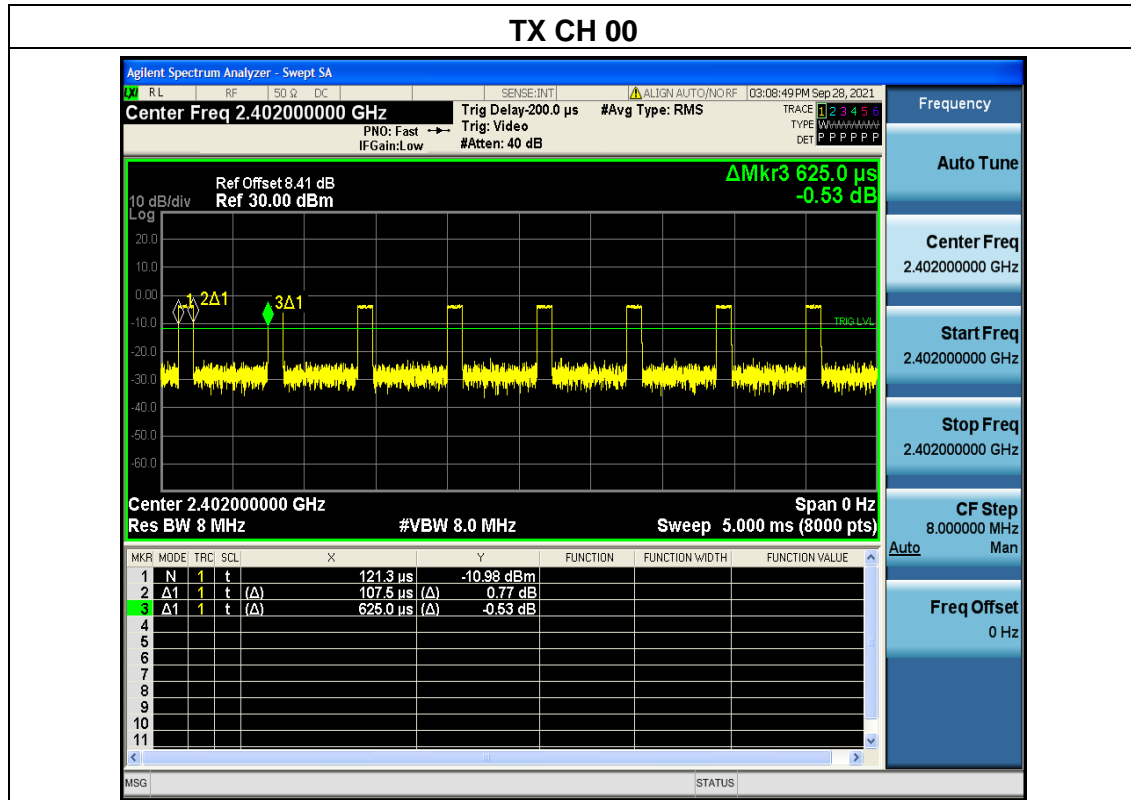 TX CH 00
Agilent Spectrum Analyzer - Swept SA
LXI RL RF 50 Ω DC SENSE:INT ALIGN AUTO/NO RF 03:08:49 PM Sep 28, 2021
Center Freq 2.402000000 GHz
PNO: Fast
IFGain:Low
Trig Delay-200.0 µs
Trig: Video
#Atten: 40 dB
#Avg Type: RMS
TRACE 1 2 3 4 5 6
TYPE WWWWWW
DET P P P P P P
Frequency
Auto Tune
Center Freq
2.402000000 GHz
Start Freq
2.402000000 GHz
Stop Freq
2.402000000 GHz
CF Step
8.000000 MHz
Auto Man
Freq Offset
0 Hz
ΔMkr3 625.0 µs
-0.53 dB
Ref Offset 8.41 dB
10 dB/div Ref 30.00 dBm
Log
20.0
10.0
0.00
-10.0
-20.0
-30.0
-40.0
-50.0
-60.0
1 2Δ1 3Δ1
TRIG LVL
Center 2.402000000 GHz Span 0 Hz
Res BW 8 MHz #VBW 8.0 MHz Sweep 5.000 ms (8000 pts)
MKR MODE TRC SCL X Y FUNCTION FUNCTION WIDTH FUNCTION VALUE
1 N 1 t 121.3 µs -10.98 dBm
2 Δ1 1 t (Δ) 107.5 µs (Δ) 0.77 dB
3 Δ1 1 t (Δ) 625.0 µs (Δ) -0.53 dB
4
5
6
7
8
9
10
11
MSG STATUS